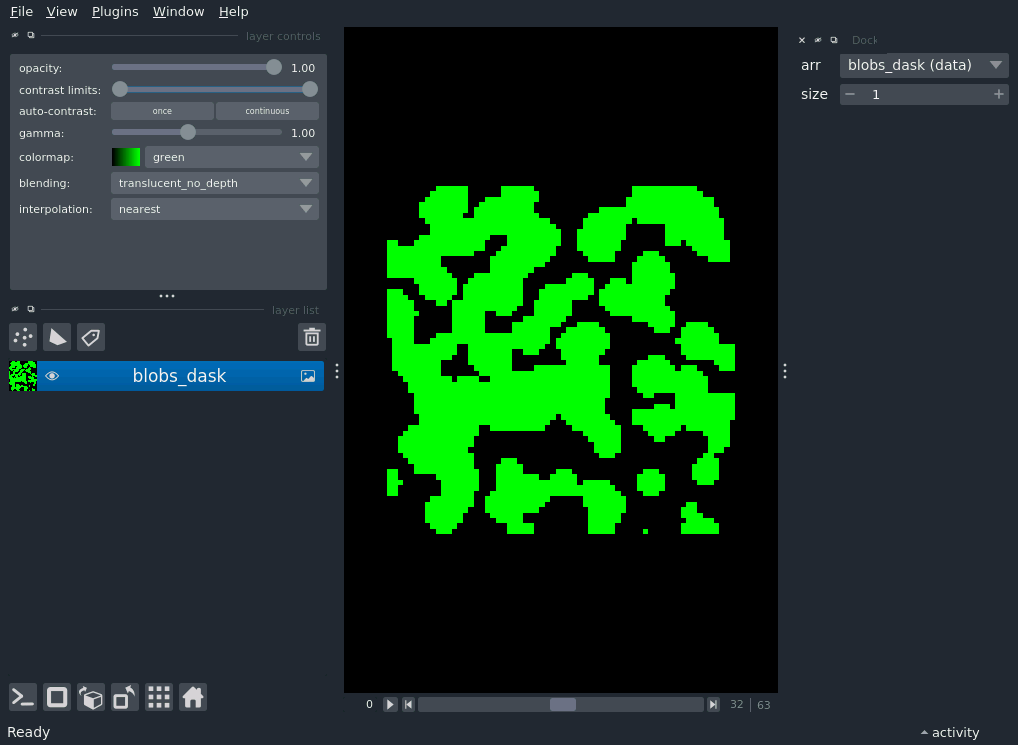 File View Plugins Window Help
layer controls
opacity: 1.00
contrast limits:
auto-contrast: once continuous
gamma: 1.00
colormap: green
blending: translucent_no_depth
interpolation: nearest
layer list
blobs_dask
0 32 63
Dock
arr blobs_dask (data)
size 1
Ready
activity